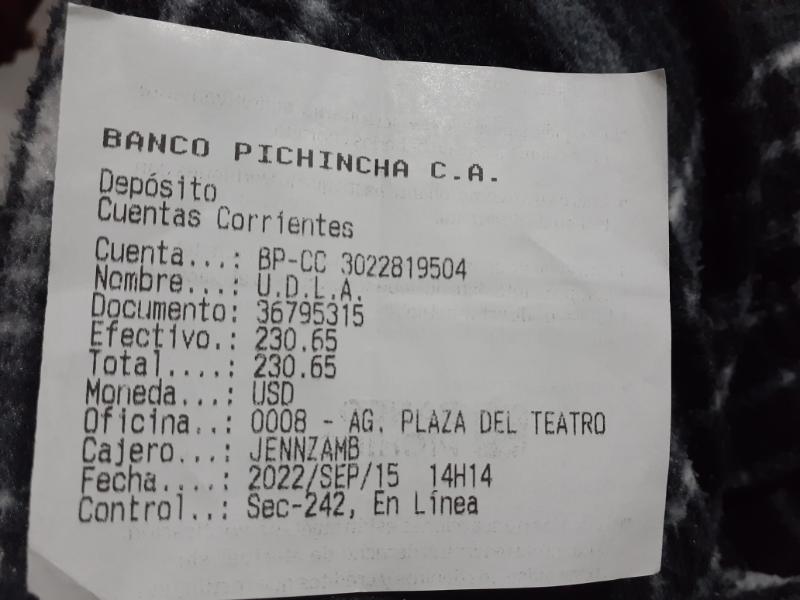 BANCO PICHINCHA C.A.
Depósito
Cuentas Corrientes
Cuenta...: BP-CC 3022819504
Nombre...: U.D.L.A.
Documento: 36795315
Efectivo.: 230.65
Total....: 230.65
Moneda...: USD
Oficina..: 0008 - AG. PLAZA DEL TEATRO
Cajero...: JENNZAMB
Fecha....: 2022/SEP/15 14H14
Control..: Sec-242, En Línea